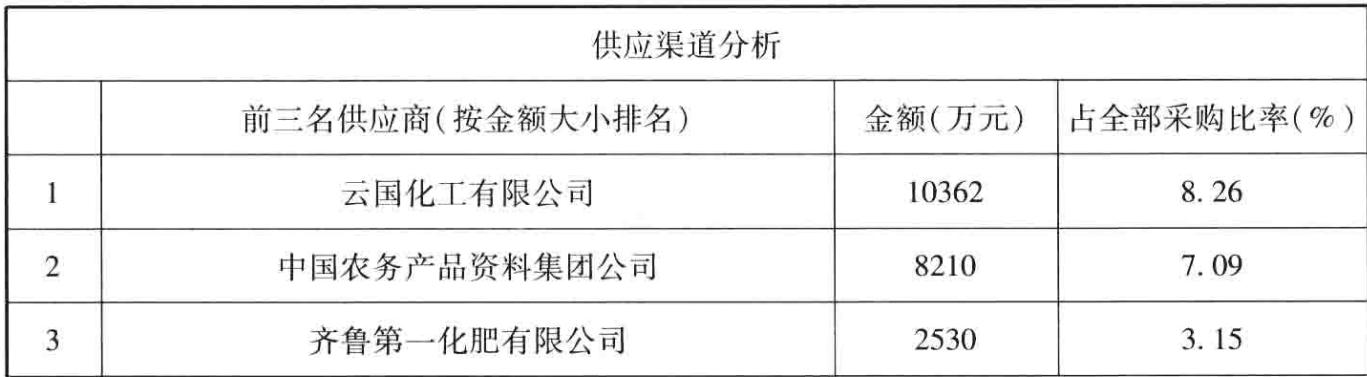 供应渠道分析
前三名供应商(按金额大小排名) 金额(万元) 占全部采购比率(%)
1 云国化工有限公司 10362 8.26
2 中国农务产品资料集团公司 8210 7.09
3 齐鲁第一化肥有限公司 2530 3.15